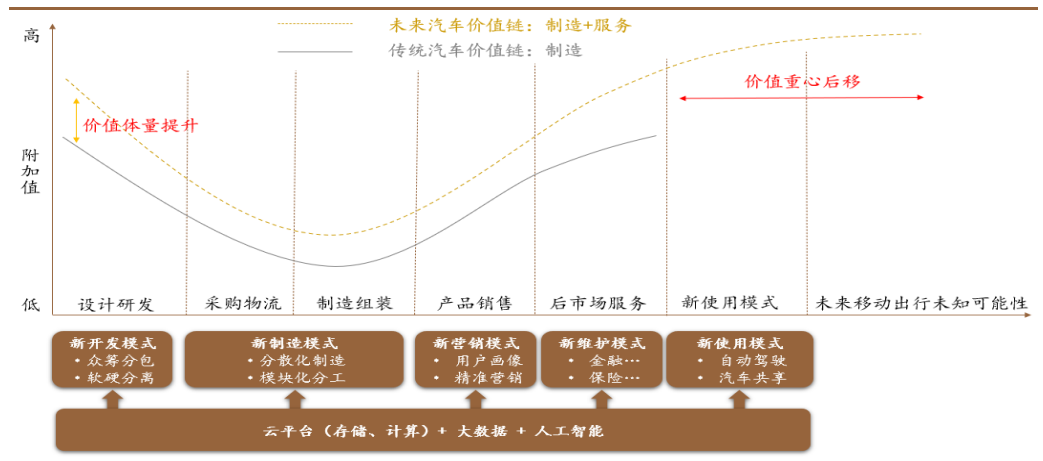 高
未来汽车价值链：制造+服务
传统汽车价值链：制造
价值重心后移
价值体量提升
附加值
低
设计研发
采购物流
制造组装
产品销售
后市场服务
新使用模式
未来移动出行未知可能性
新开发模式
• 众筹分包
• 软硬分离
新制造模式
• 分散化制造
• 模块化分工
新营销模式
• 用户画像
• 精准营销
新维护模式
• 金融…
• 保险…
新使用模式
• 自动驾驶
• 汽车共享
云平台（存储、计算）+ 大数据 + 人工智能